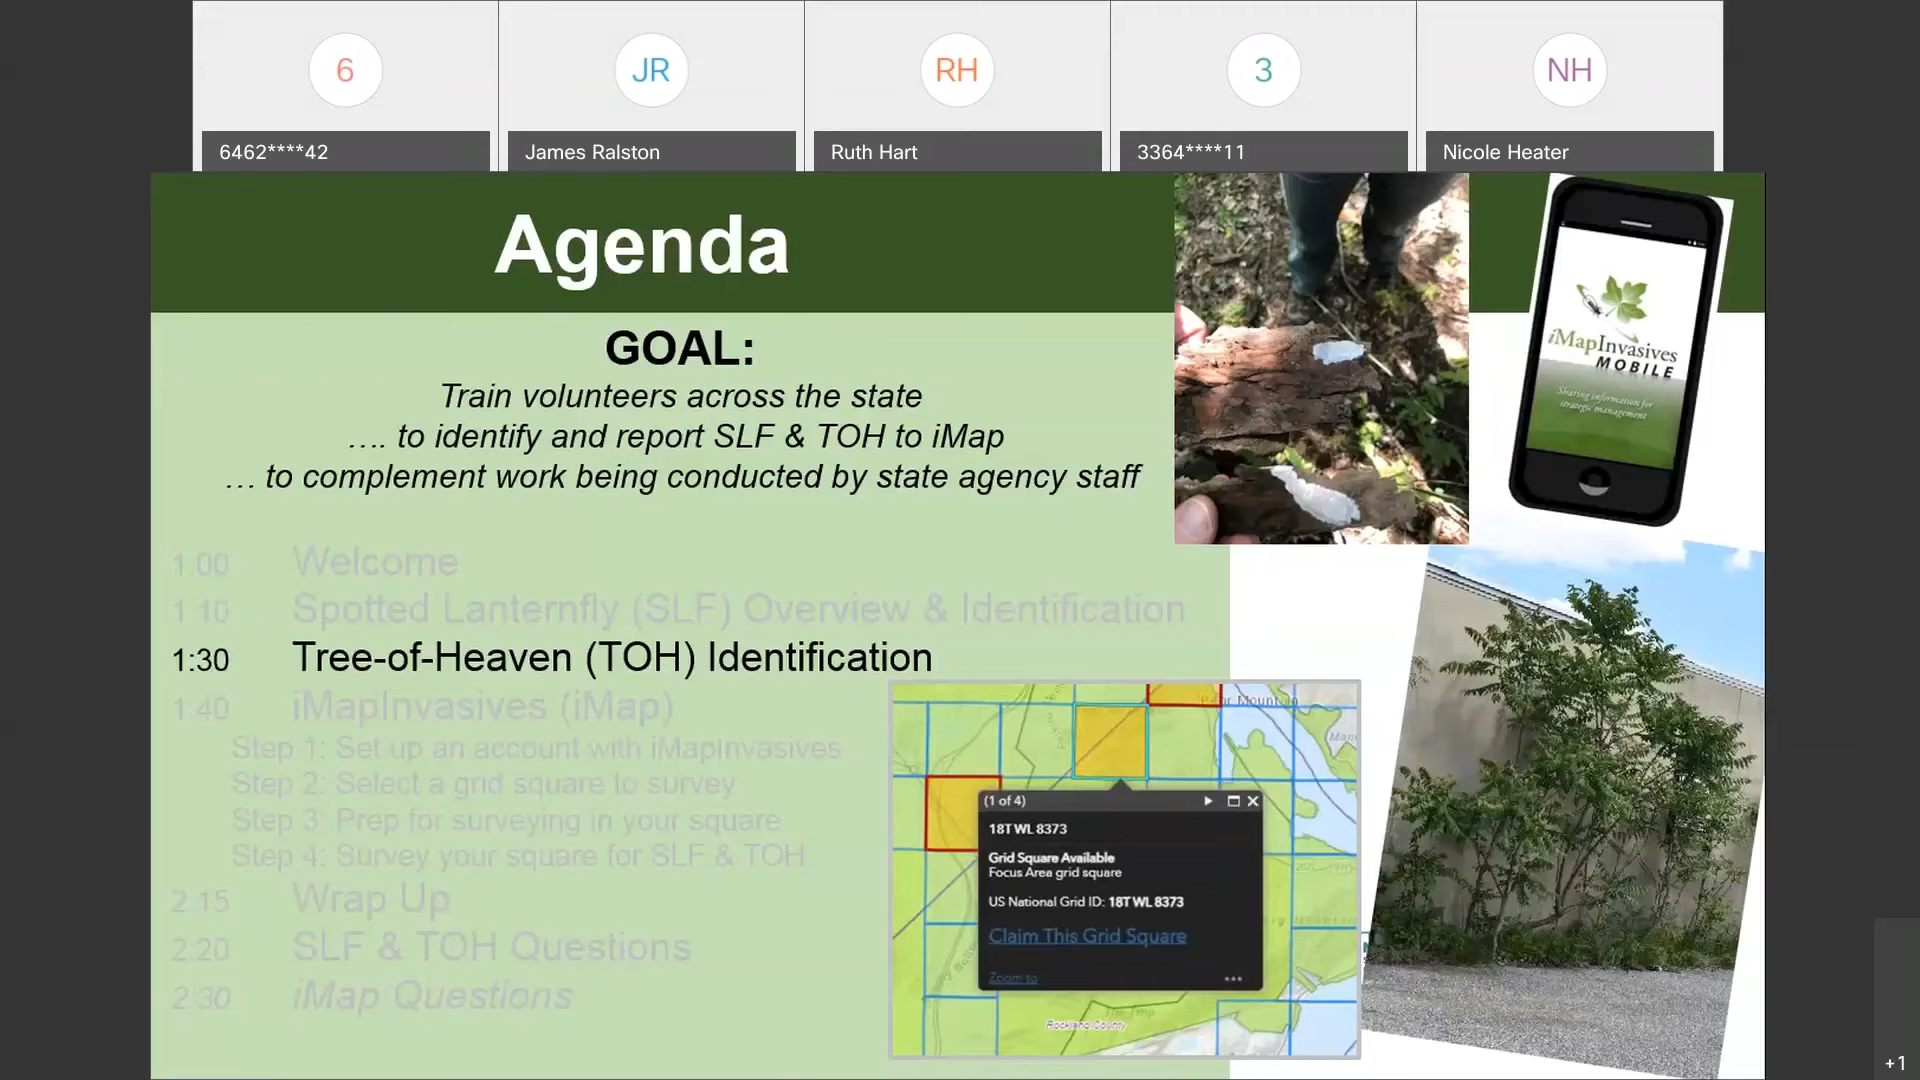 6
JR
RH
3
NH
6462****42
James Ralston
Ruth Hart
3364****11
Nicole Heater
Agenda
GOAL:
Train volunteers across the state
…. to identify and report SLF & TOH to iMap
… to complement work being conducted by state agency staff
1:00 Welcome
1:10 Spotted Lanternfly (SLF) Overview & Identification
1:30 Tree-of-Heaven (TOH) Identification
1:40 iMapInvasives (iMap)
Step 1: Set up an account with iMapInvasives
Step 2: Select a grid square to survey
Step 3: Prep for surveying in your square
Step 4: Survey your square for SLF & TOH
2:15 Wrap Up
2:20 SLF & TOH Questions
2:30 iMap Questions
iMapInvasives
MOBILE
Sharing information for
strategic management
Bear Mountain
(1 of 4)
18T WL 8373
Grid Square Available
Focus Area grid square
US National Grid ID: 18T WL 8373
Claim This Grid Square
Zoom to
The Timp
Rockland County
+1